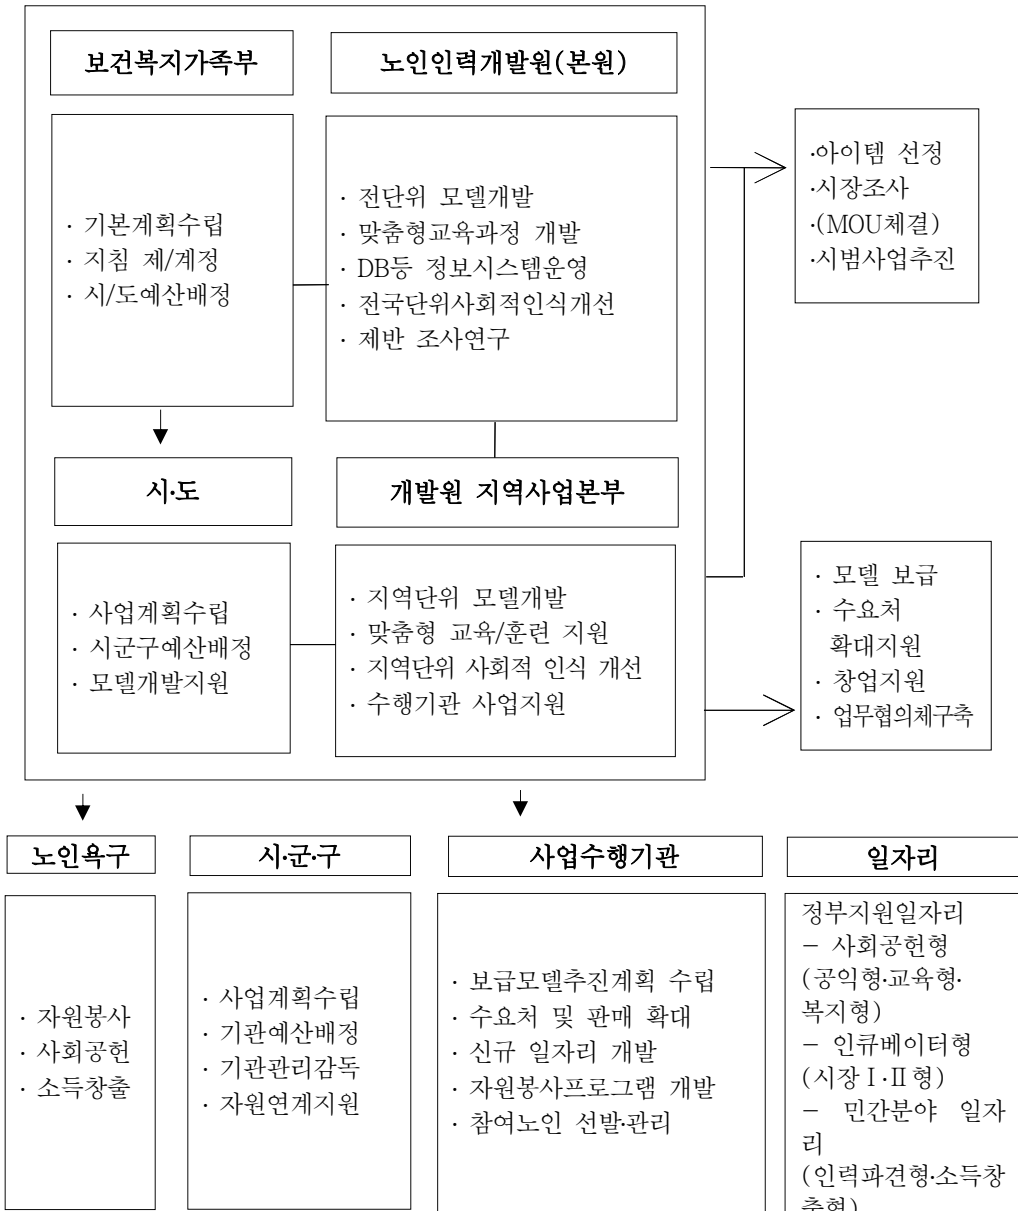 보건복지가족부
노인인력개발원(본원)
· 기본계획수립
· 지침 제/계정
· 시/도예산배정
· 전단위 모델개발
· 맞춤형교육과정 개발
· DB등 정보시스템운영
· 전국단위사회적인식개선
· 제반 조사연구
·아이템 선정
·시장조사
·(MOU체결)
·시범사업추진
시·도
개발원 지역사업본부
· 사업계획수립
· 시군구예산배정
· 모델개발지원
· 지역단위 모델개발
· 맞춤형 교육/훈련 지원
· 지역단위 사회적 인식 개선
· 수행기관 사업지원
· 모델 보급
· 수요처
확대지원
· 창업지원
· 업무협의체구축
노인욕구
시·군·구
사업수행기관
일자리
· 자원봉사
· 사회공헌
· 소득창출
· 사업계획수립
· 기관예산배정
· 기관관리감독
· 자원연계지원
· 보급모델추진계획 수립
· 수요처 및 판매 확대
· 신규 일자리 개발
· 자원봉사프로그램 개발
· 참여노인 선발·관리
정부지원일자리
- 사회공헌형
(공익형·교육형·
복지형)
- 인큐베이터형
(시장Ⅰ·Ⅱ형)
- 민간분야 일자
리
(인력파견형·소득창
출형)